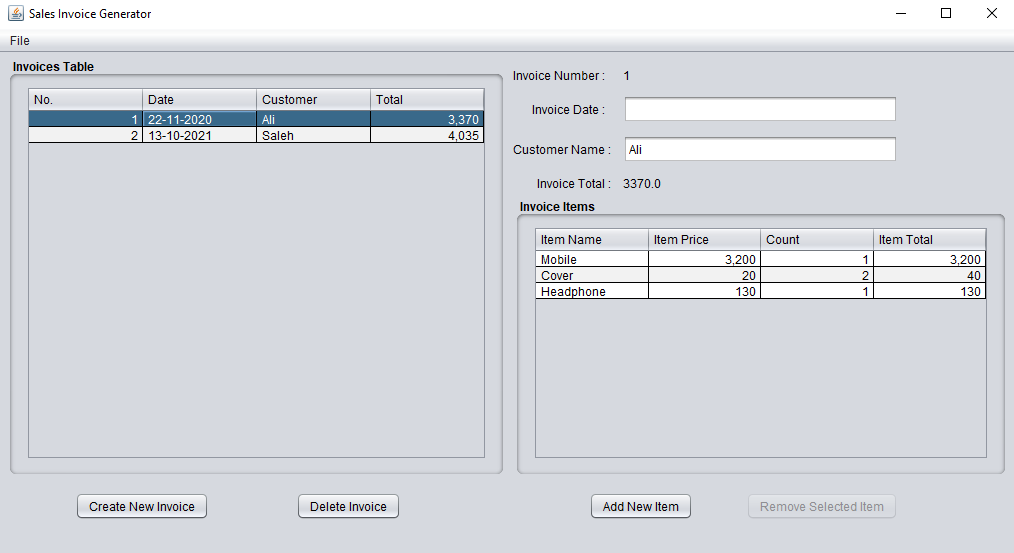 Sales Invoice Generator
File
Invoices Table
No. Date Customer Total
1 22-11-2020 Ali 3,370
2 13-10-2021 Saleh 4,035
Create New Invoice
Delete Invoice
Invoice Number : 1
Invoice Date :
Customer Name : Ali
Invoice Total : 3370.0
Invoice Items
Item Name Item Price Count Item Total
Mobile 3,200 1 3,200
Cover 20 2 40
Headphone 130 1 130
Add New Item
Remove Selected Item